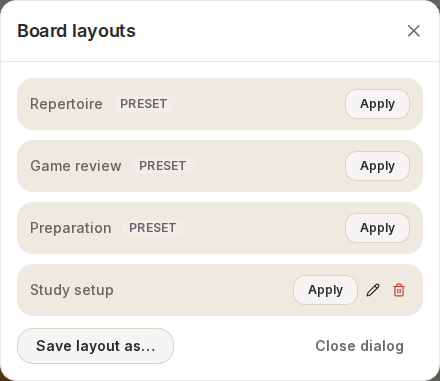 Board layouts
Repertoire PRESET Apply
Game review PRESET Apply
Preparation PRESET Apply
Study setup Apply
Save layout as... Close dialog